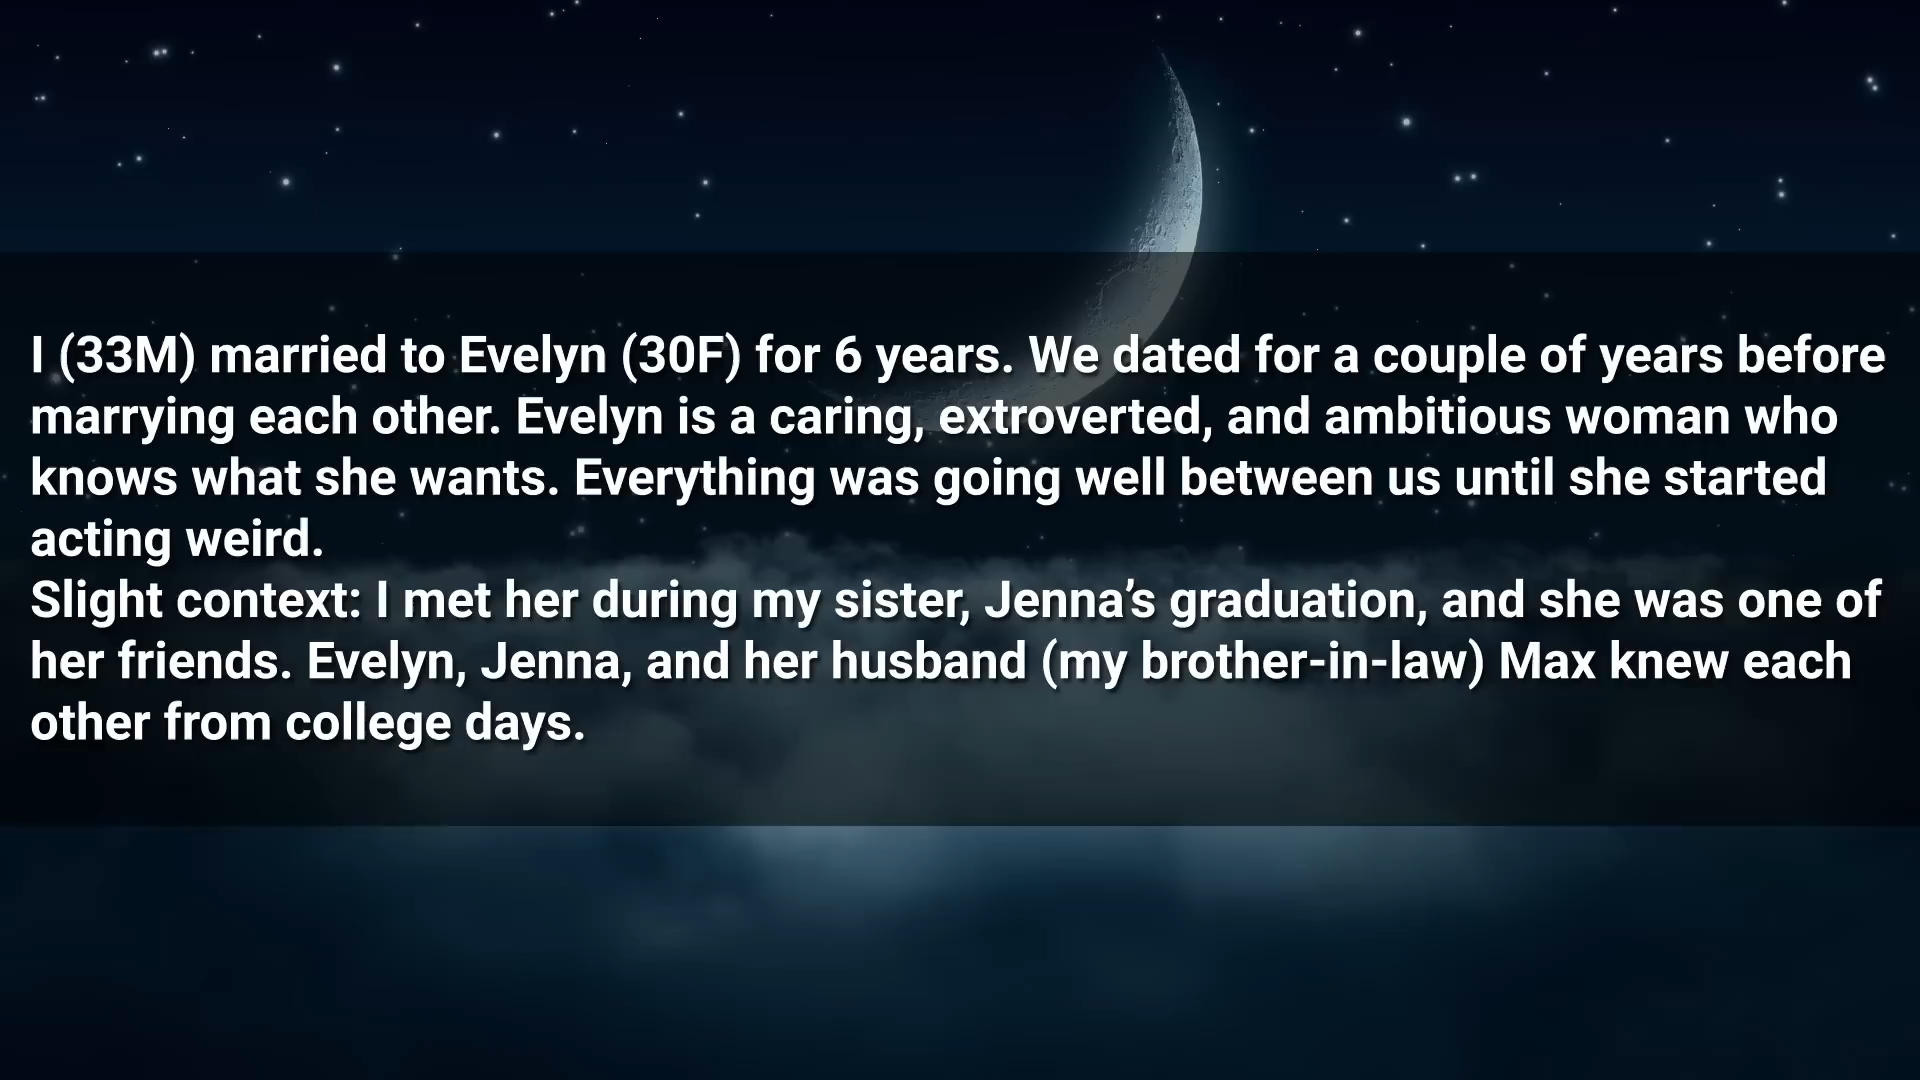 I (33M) married to Evelyn (30F) for 6 years. We dated for a couple of years before
marrying each other. Evelyn is a caring, extroverted, and ambitious woman who
knows what she wants. Everything was going well between us until she started
acting weird.
Slight context: I met her during my sister, Jenna’s graduation, and she was one of
her friends. Evelyn, Jenna, and her husband (my brother-in-law) Max knew each
other from college days.